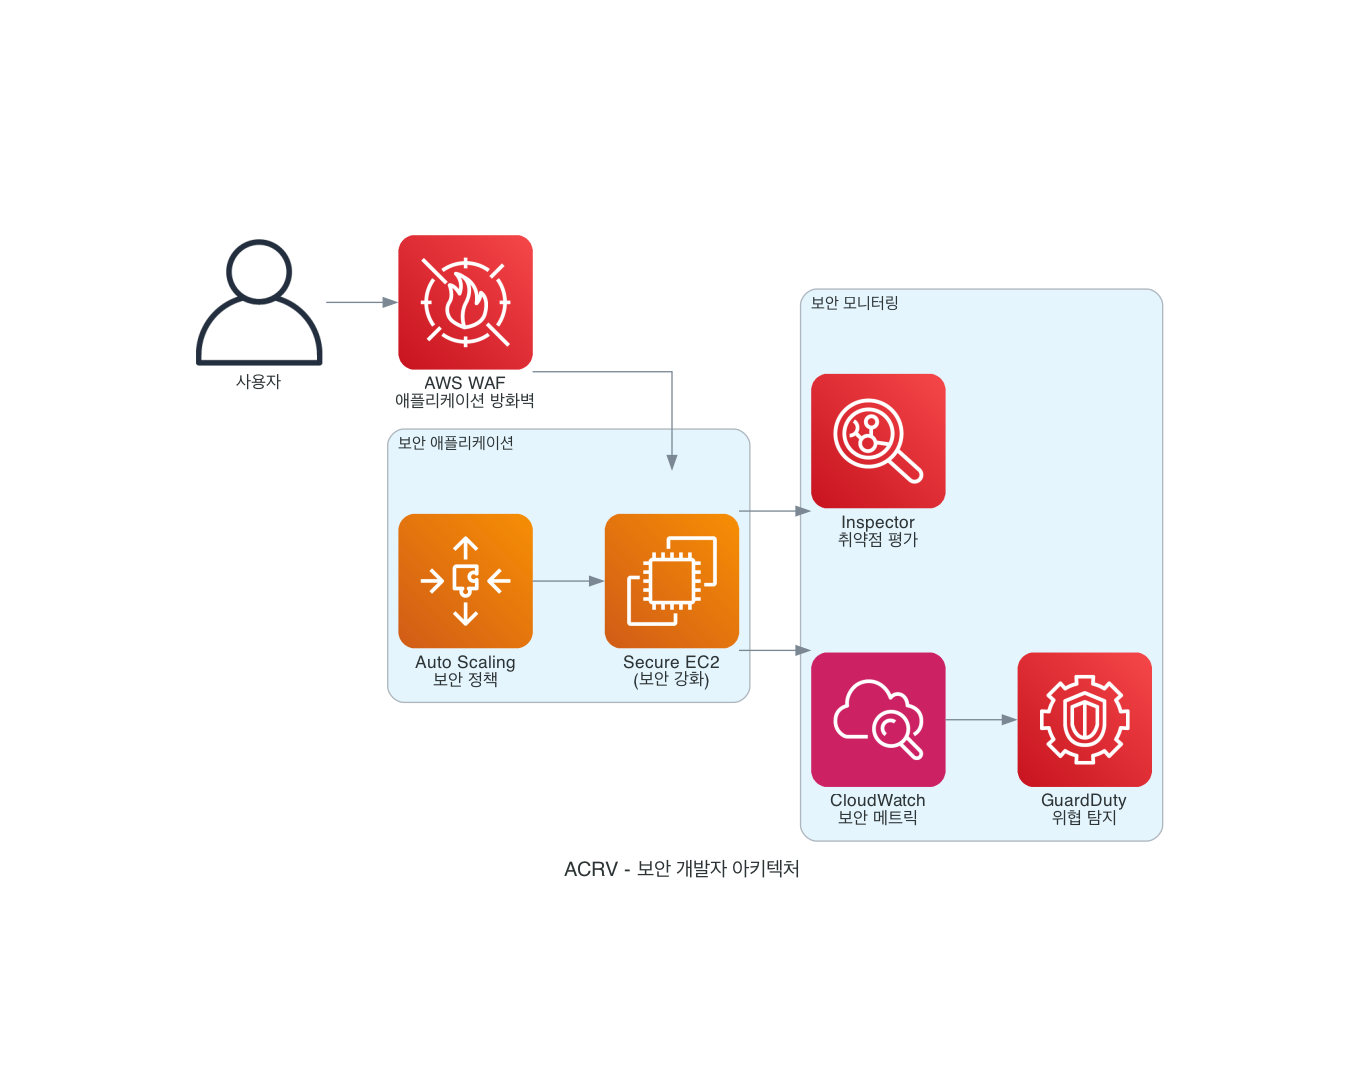 사용자
AWS WAF
애플리케이션 방화벽
보안 애플리케이션
Auto Scaling
보안 정책
Secure EC2
(보안 강화)
보안 모니터링
Inspector
취약점 평가
CloudWatch
보안 메트릭
GuardDuty
위협 탐지
ACRV - 보안 개발자 아키텍처